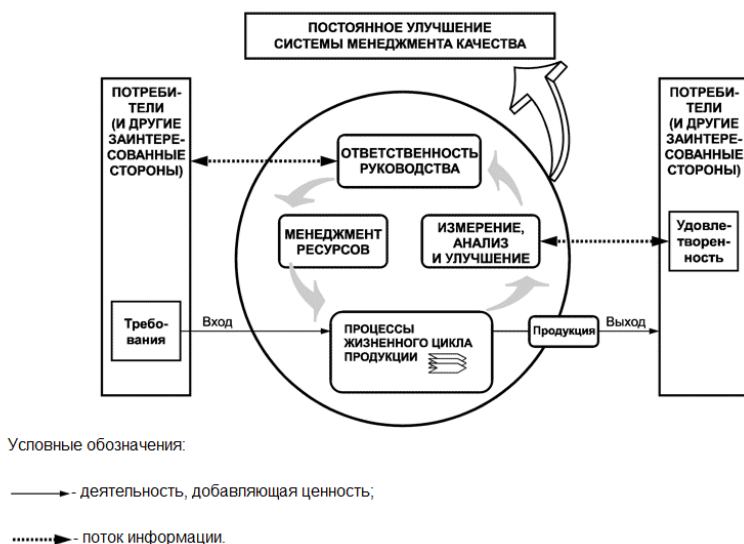 ПОСТОЯННОЕ УЛУЧШЕНИЕ
СИСТЕМЫ МЕНЕДЖМЕНТА КАЧЕСТВА
ПОТРЕБИ-
ТЕЛИ
(И ДРУГИЕ
ЗАИНТЕРЕ-
СОВАННЫЕ
СТОРОНЫ)
Требо-
вания
Вход
ОТВЕТСТВЕННОСТЬ
РУКОВОДСТВА
МЕНЕДЖМЕНТ
РЕСУРСОВ
ИЗМЕРЕНИЕ,
АНАЛИЗ
И УЛУЧШЕНИЕ
ПРОЦЕССЫ
ЖИЗНЕННОГО ЦИКЛА
ПРОДУКЦИИ
Продукция
Выход
ПОТРЕБИ-
ТЕЛИ
(И ДРУГИЕ
ЗАИНТЕРЕ-
СОВАННЫЕ
СТОРОНЫ)
Удовле-
творен-
ность
Условные обозначения:
- деятельность, добавляющая ценность;
- поток информации.